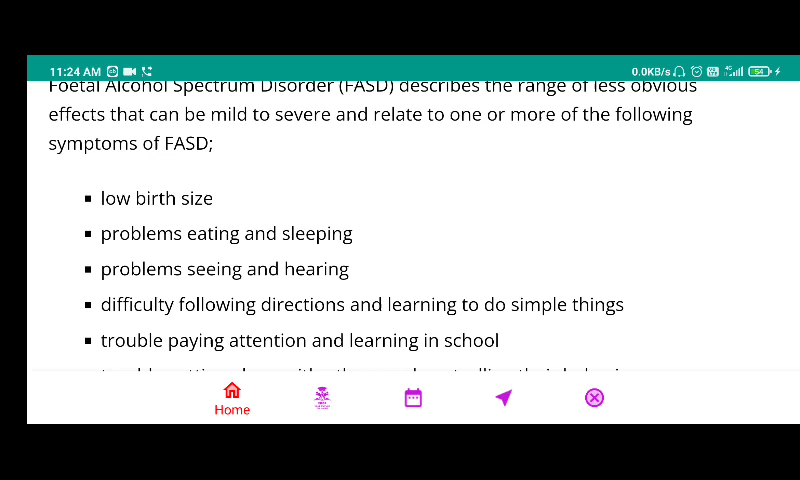 11:24 AM
0.0KB/s 4G 54
Foetal Alcohol Spectrum Disorder (FASD) describes the range of less obvious
effects that can be mild to severe and relate to one or more of the following
symptoms of FASD;
▪ low birth size
▪ problems eating and sleeping
▪ problems seeing and hearing
▪ difficulty following directions and learning to do simple things
▪ trouble paying attention and learning in school
Home